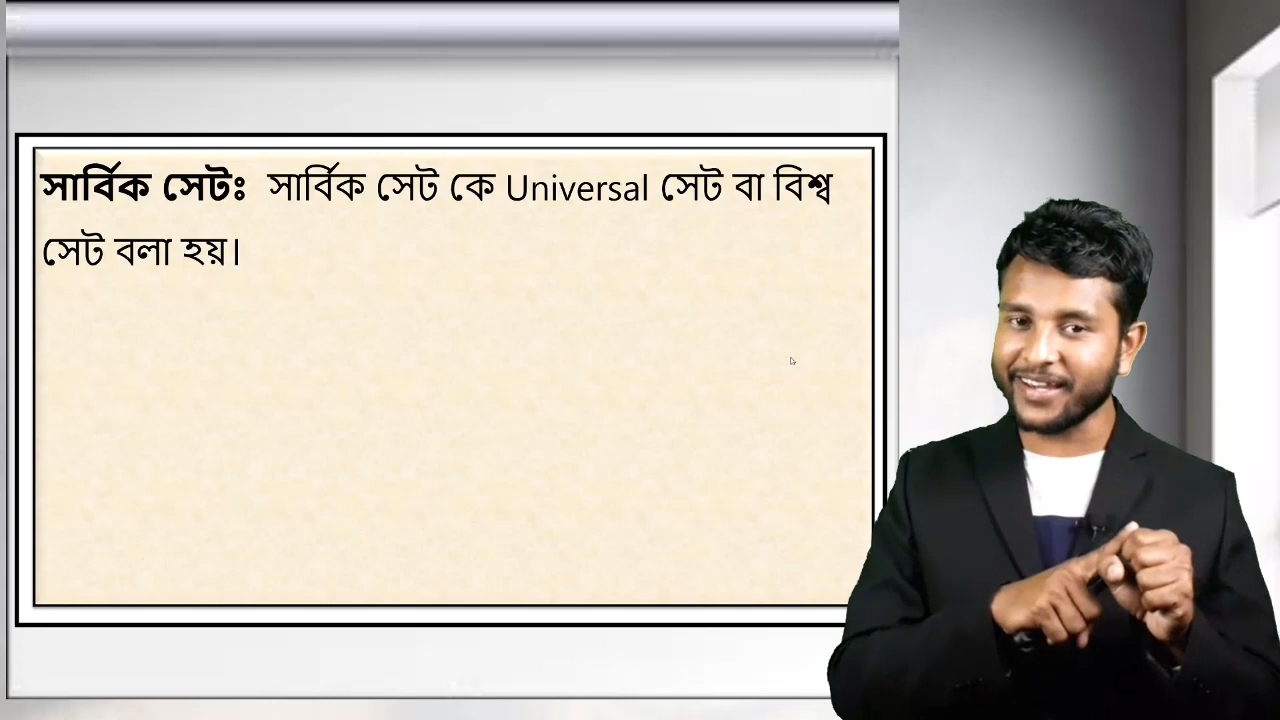 সার্বিক সেটঃ সার্বিক সেট কে Universal সেট বা বিশ্ব
সেট বলা হয়।